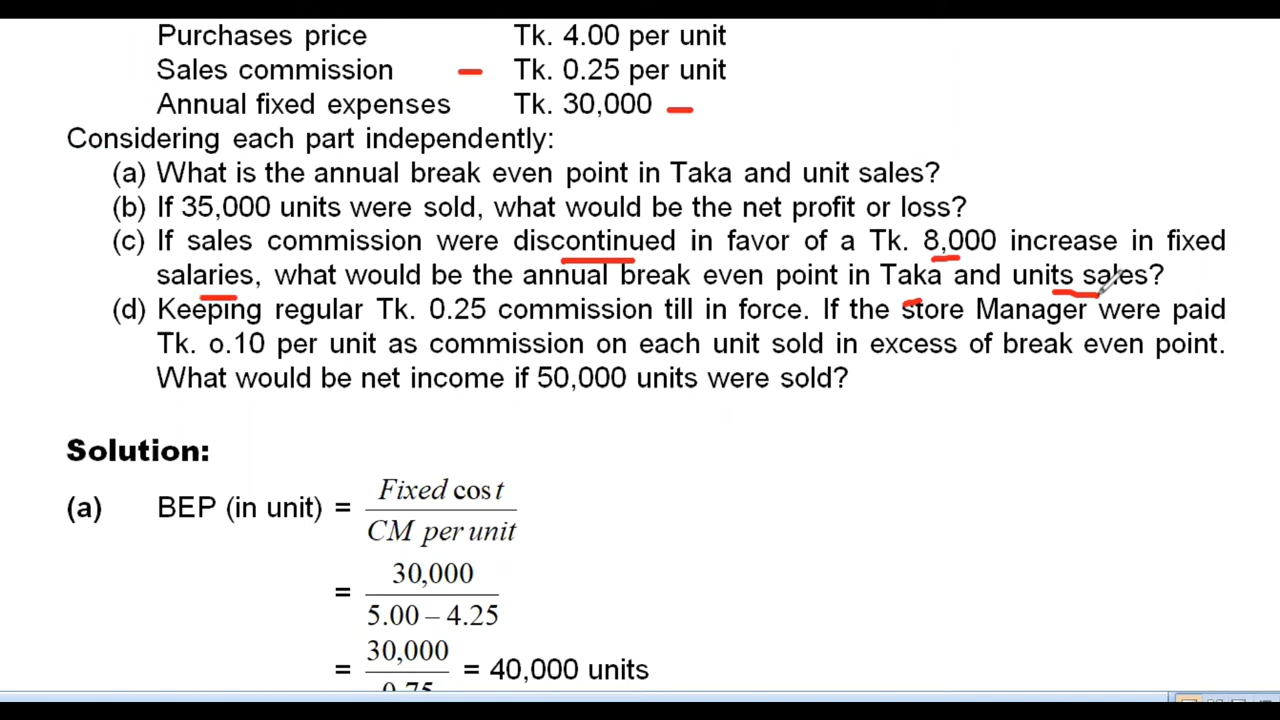 Purchases price Tk. 4.00 per unit
Sales commission Tk. 0.25 per unit
Annual fixed expenses Tk. 30,000
Considering each part independently:
(a) What is the annual break even point in Taka and unit sales?
(b) If 35,000 units were sold, what would be the net profit or loss?
(c) If sales commission were discontinued in favor of a Tk. 8,000 increase in fixed
salaries, what would be the annual break even point in Taka and units sales?
(d) Keeping regular Tk. 0.25 commission till in force. If the store Manager were paid
Tk. o.10 per unit as commission on each unit sold in excess of break even point.
What would be net income if 50,000 units were sold?
Solution:
(a) BEP (in unit) = Fixed cost / CM per unit
= 30,000 / 5.00 – 4.25
= 30,000 / 0.75 = 40,000 units